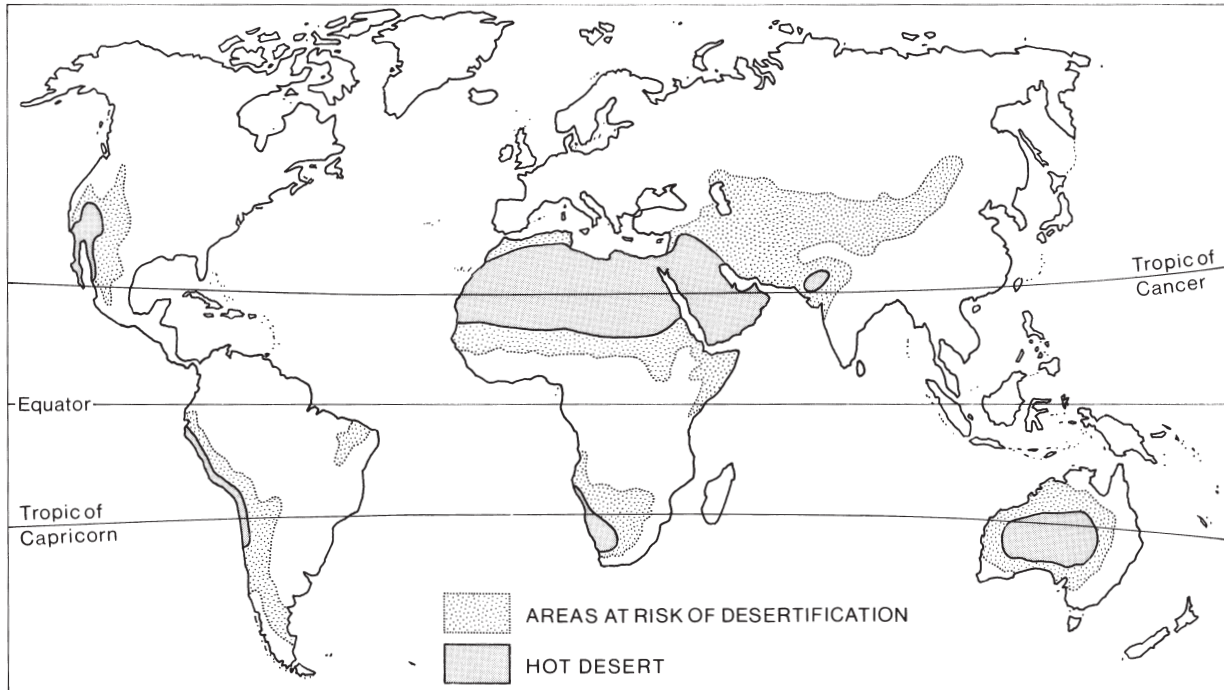 Tropic of
Cancer
Equator
Tropic of
Capricorn
AREAS AT RISK OF DESERTIFICATION
HOT DESERT